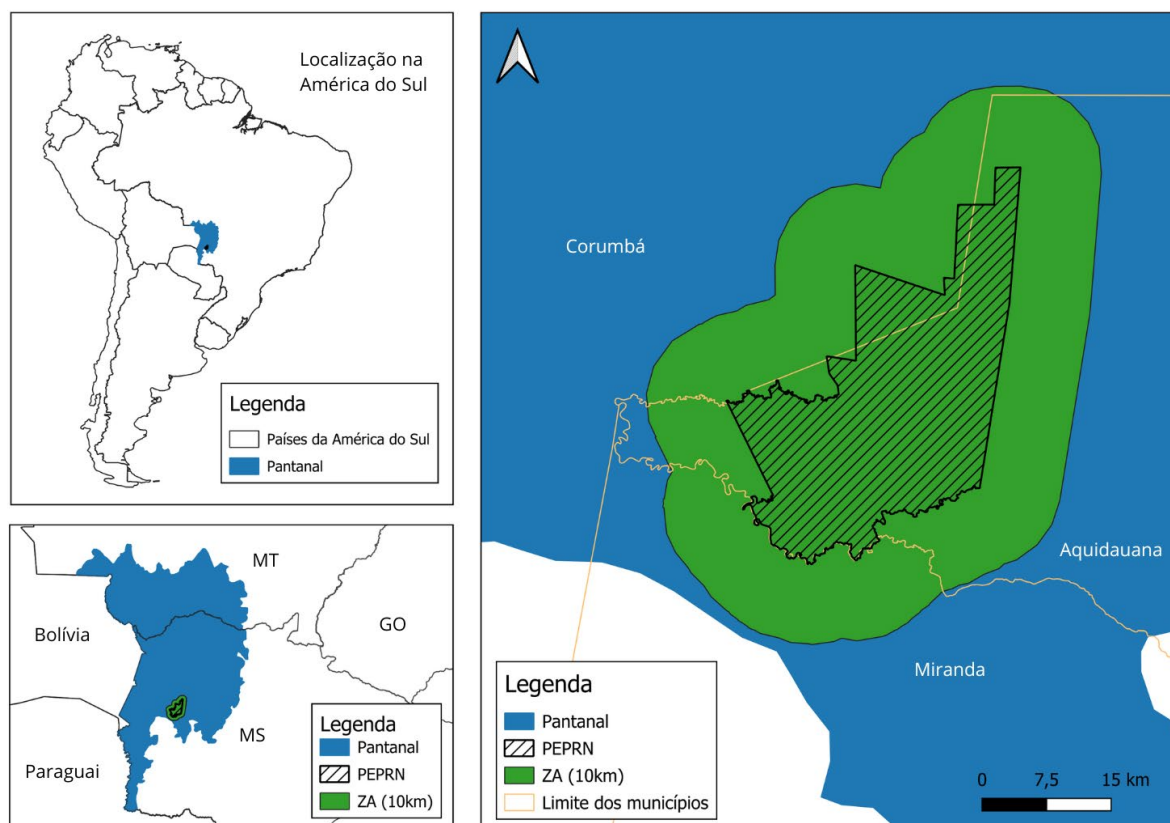 Localização na
América do Sul
Legenda
Países da América do Sul
Pantanal
MT
Bolívia
GO
MS
Paraguai
Legenda
Pantanal
PEPRN
ZA (10km)
Corumbá
Aquidauana
Miranda
Legenda
Pantanal
PEPRN
ZA (10km)
Limite dos municípios
0 7,5 15 km